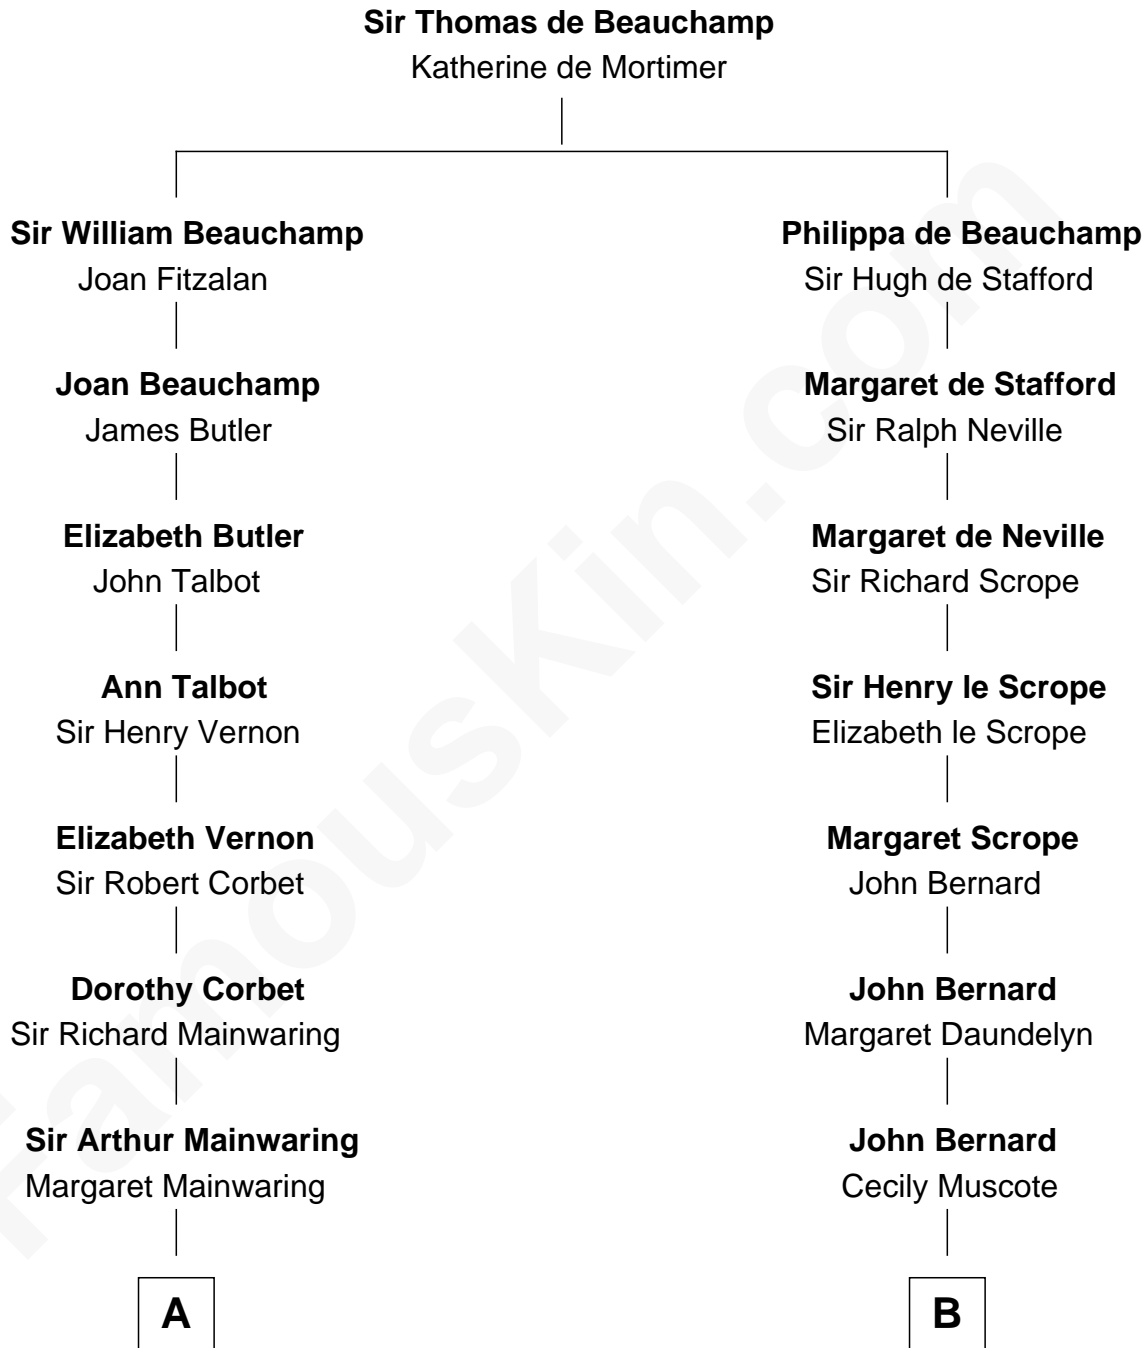 Sir Thomas de Beauchamp
Katherine de Mortimer
Sir William Beauchamp
Joan Fitzalan
Philippa de Beauchamp
Sir Hugh de Stafford
Joan Beauchamp
James Butler
Margaret de Stafford
Sir Ralph Neville
Elizabeth Butler
John Talbot
Margaret de Neville
Sir Richard Scrope
Ann Talbot
Sir Henry Vernon
Sir Henry le Scrope
Elizabeth le Scrope
Elizabeth Vernon
Sir Robert Corbet
Margaret Scrope
John Bernard
Dorothy Corbet
Sir Richard Mainwaring
John Bernard
Margaret Daundelyn
Sir Arthur Mainwaring
Margaret Mainwaring
John Bernard
Cecily Muscote
A
B
FamousKin.com